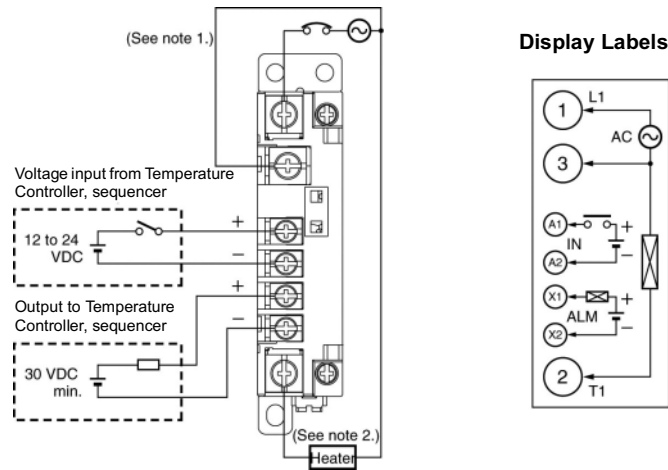 (See note 1.)
Display Labels
Voltage input from Temperature
Controller, sequencer
+
12 to 24
VDC
−
Output to Temperature
Controller, sequencer
+
−
30 VDC
min.
(See note 2.)
Heater
1
L1
AC
3
A1
+
IN
A2
−
X1
+
ALM
X2
−
2
T1